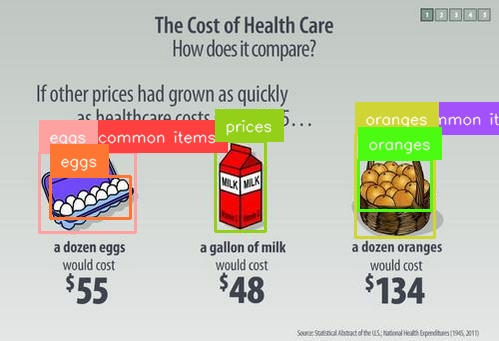 The Cost of Health Care
How does it compare?
1 2 3 4 5
If other prices had grown as quickly
as healthcare costs 5…
eggs
common items
prices
oranges
mmon it
eggs
oranges
MILK MILK
a dozen eggs
would cost
$55
a gallon of milk
would cost
$48
a dozen oranges
would cost
$134
Source: Statistical Abstract of the U.S.; National Health Expenditures (1945, 2011)